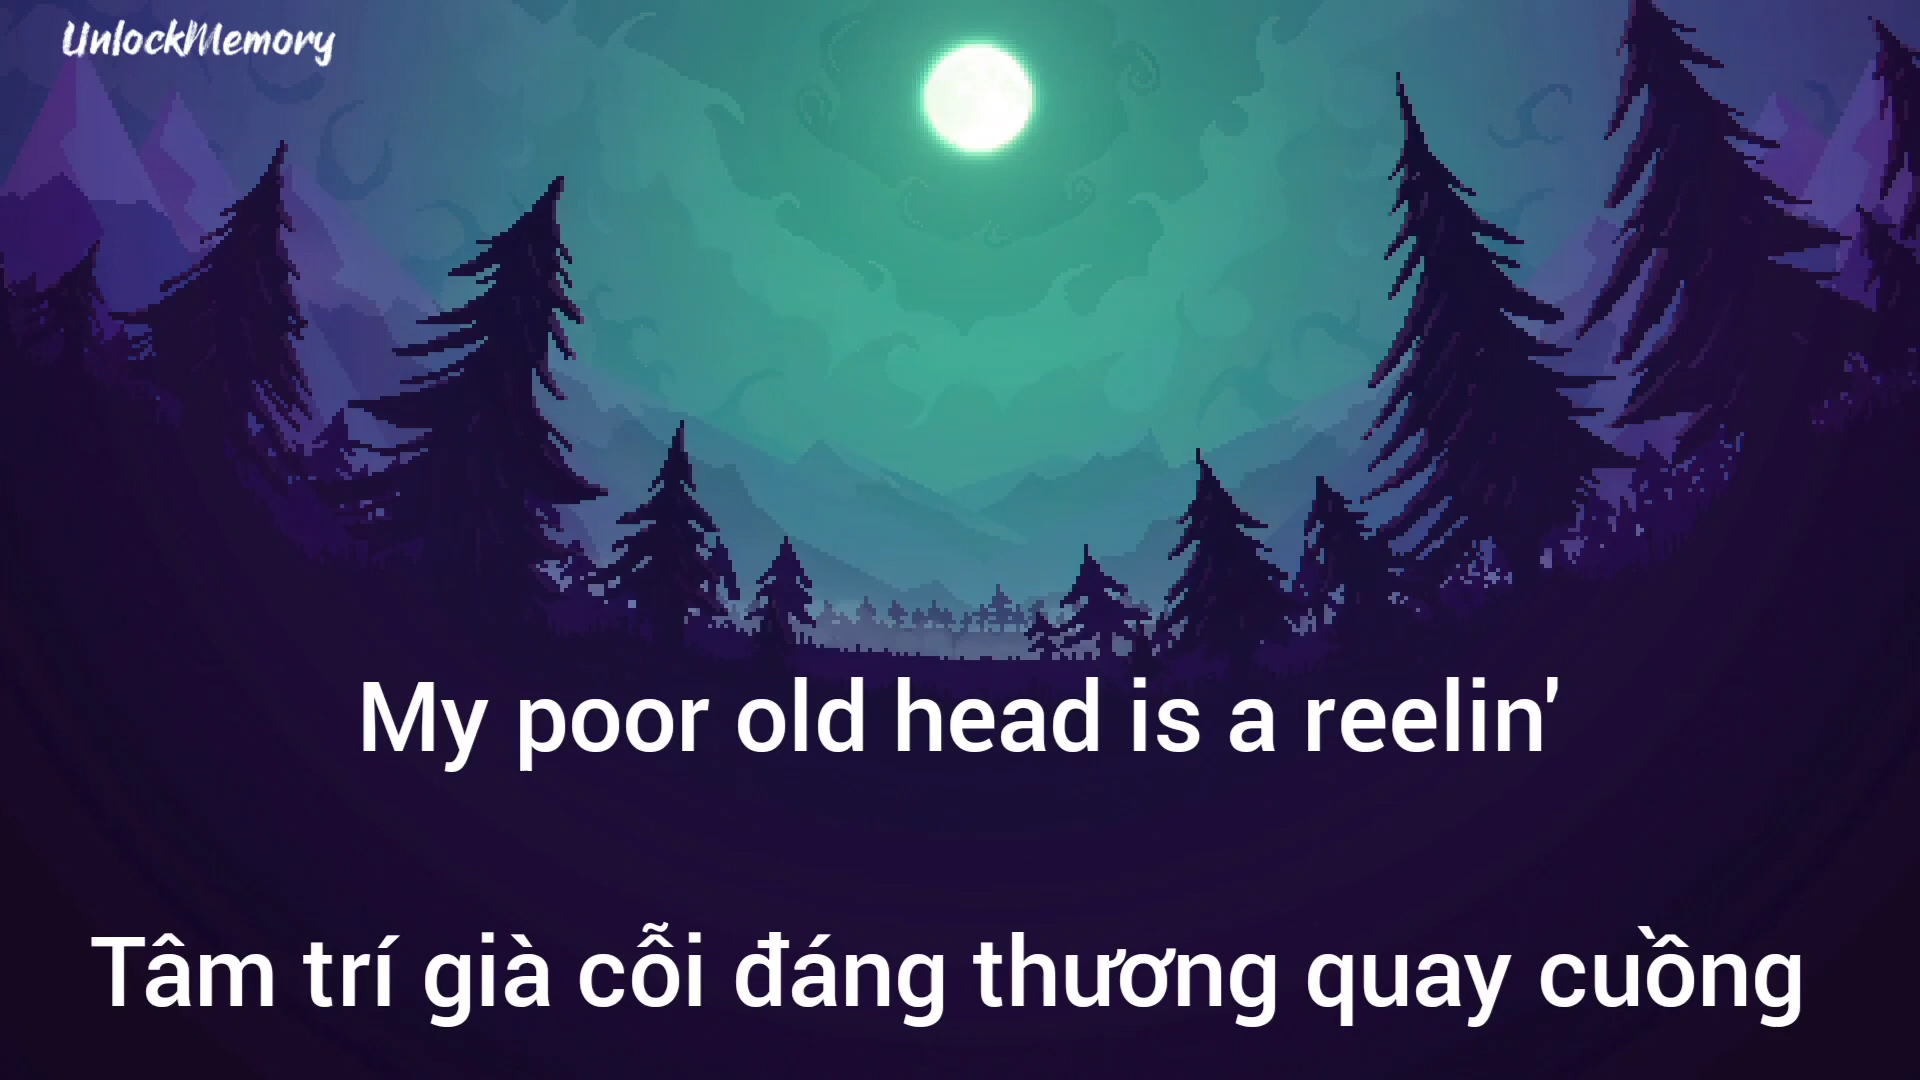 UnlockMemory
My poor old head is a reelin'
Tâm trí già cỗi đáng thương quay cuồng